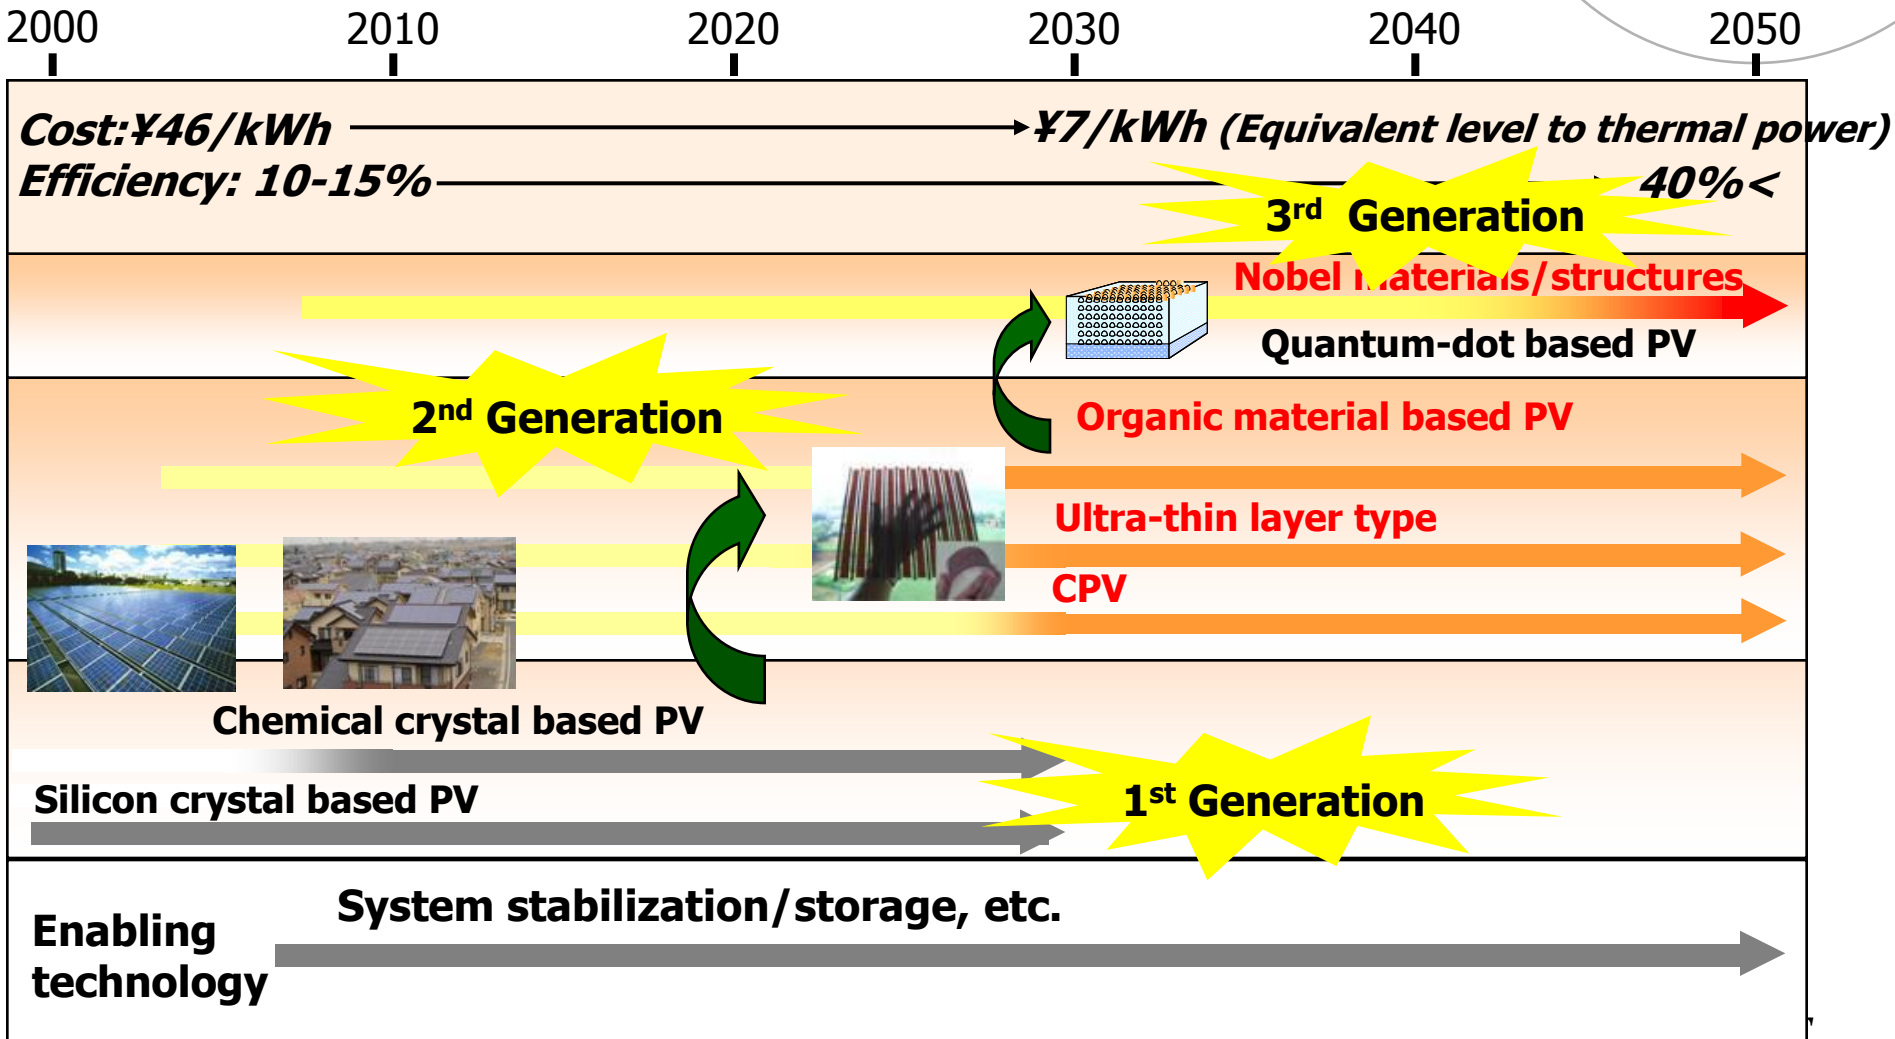 2000 2010 2020 2030 2040 2050
Cost:¥46/kWh ¥7/kWh (Equivalent level to thermal power)
Efficiency: 10-15% 40%<
3rd Generation
Nobel materials/structures
Quantum-dot based PV
2nd Generation
Organic material based PV
Ultra-thin layer type
CPV
Chemical crystal based PV
Silicon crystal based PV
1st Generation
System stabilization/storage, etc.
Enabling
technology